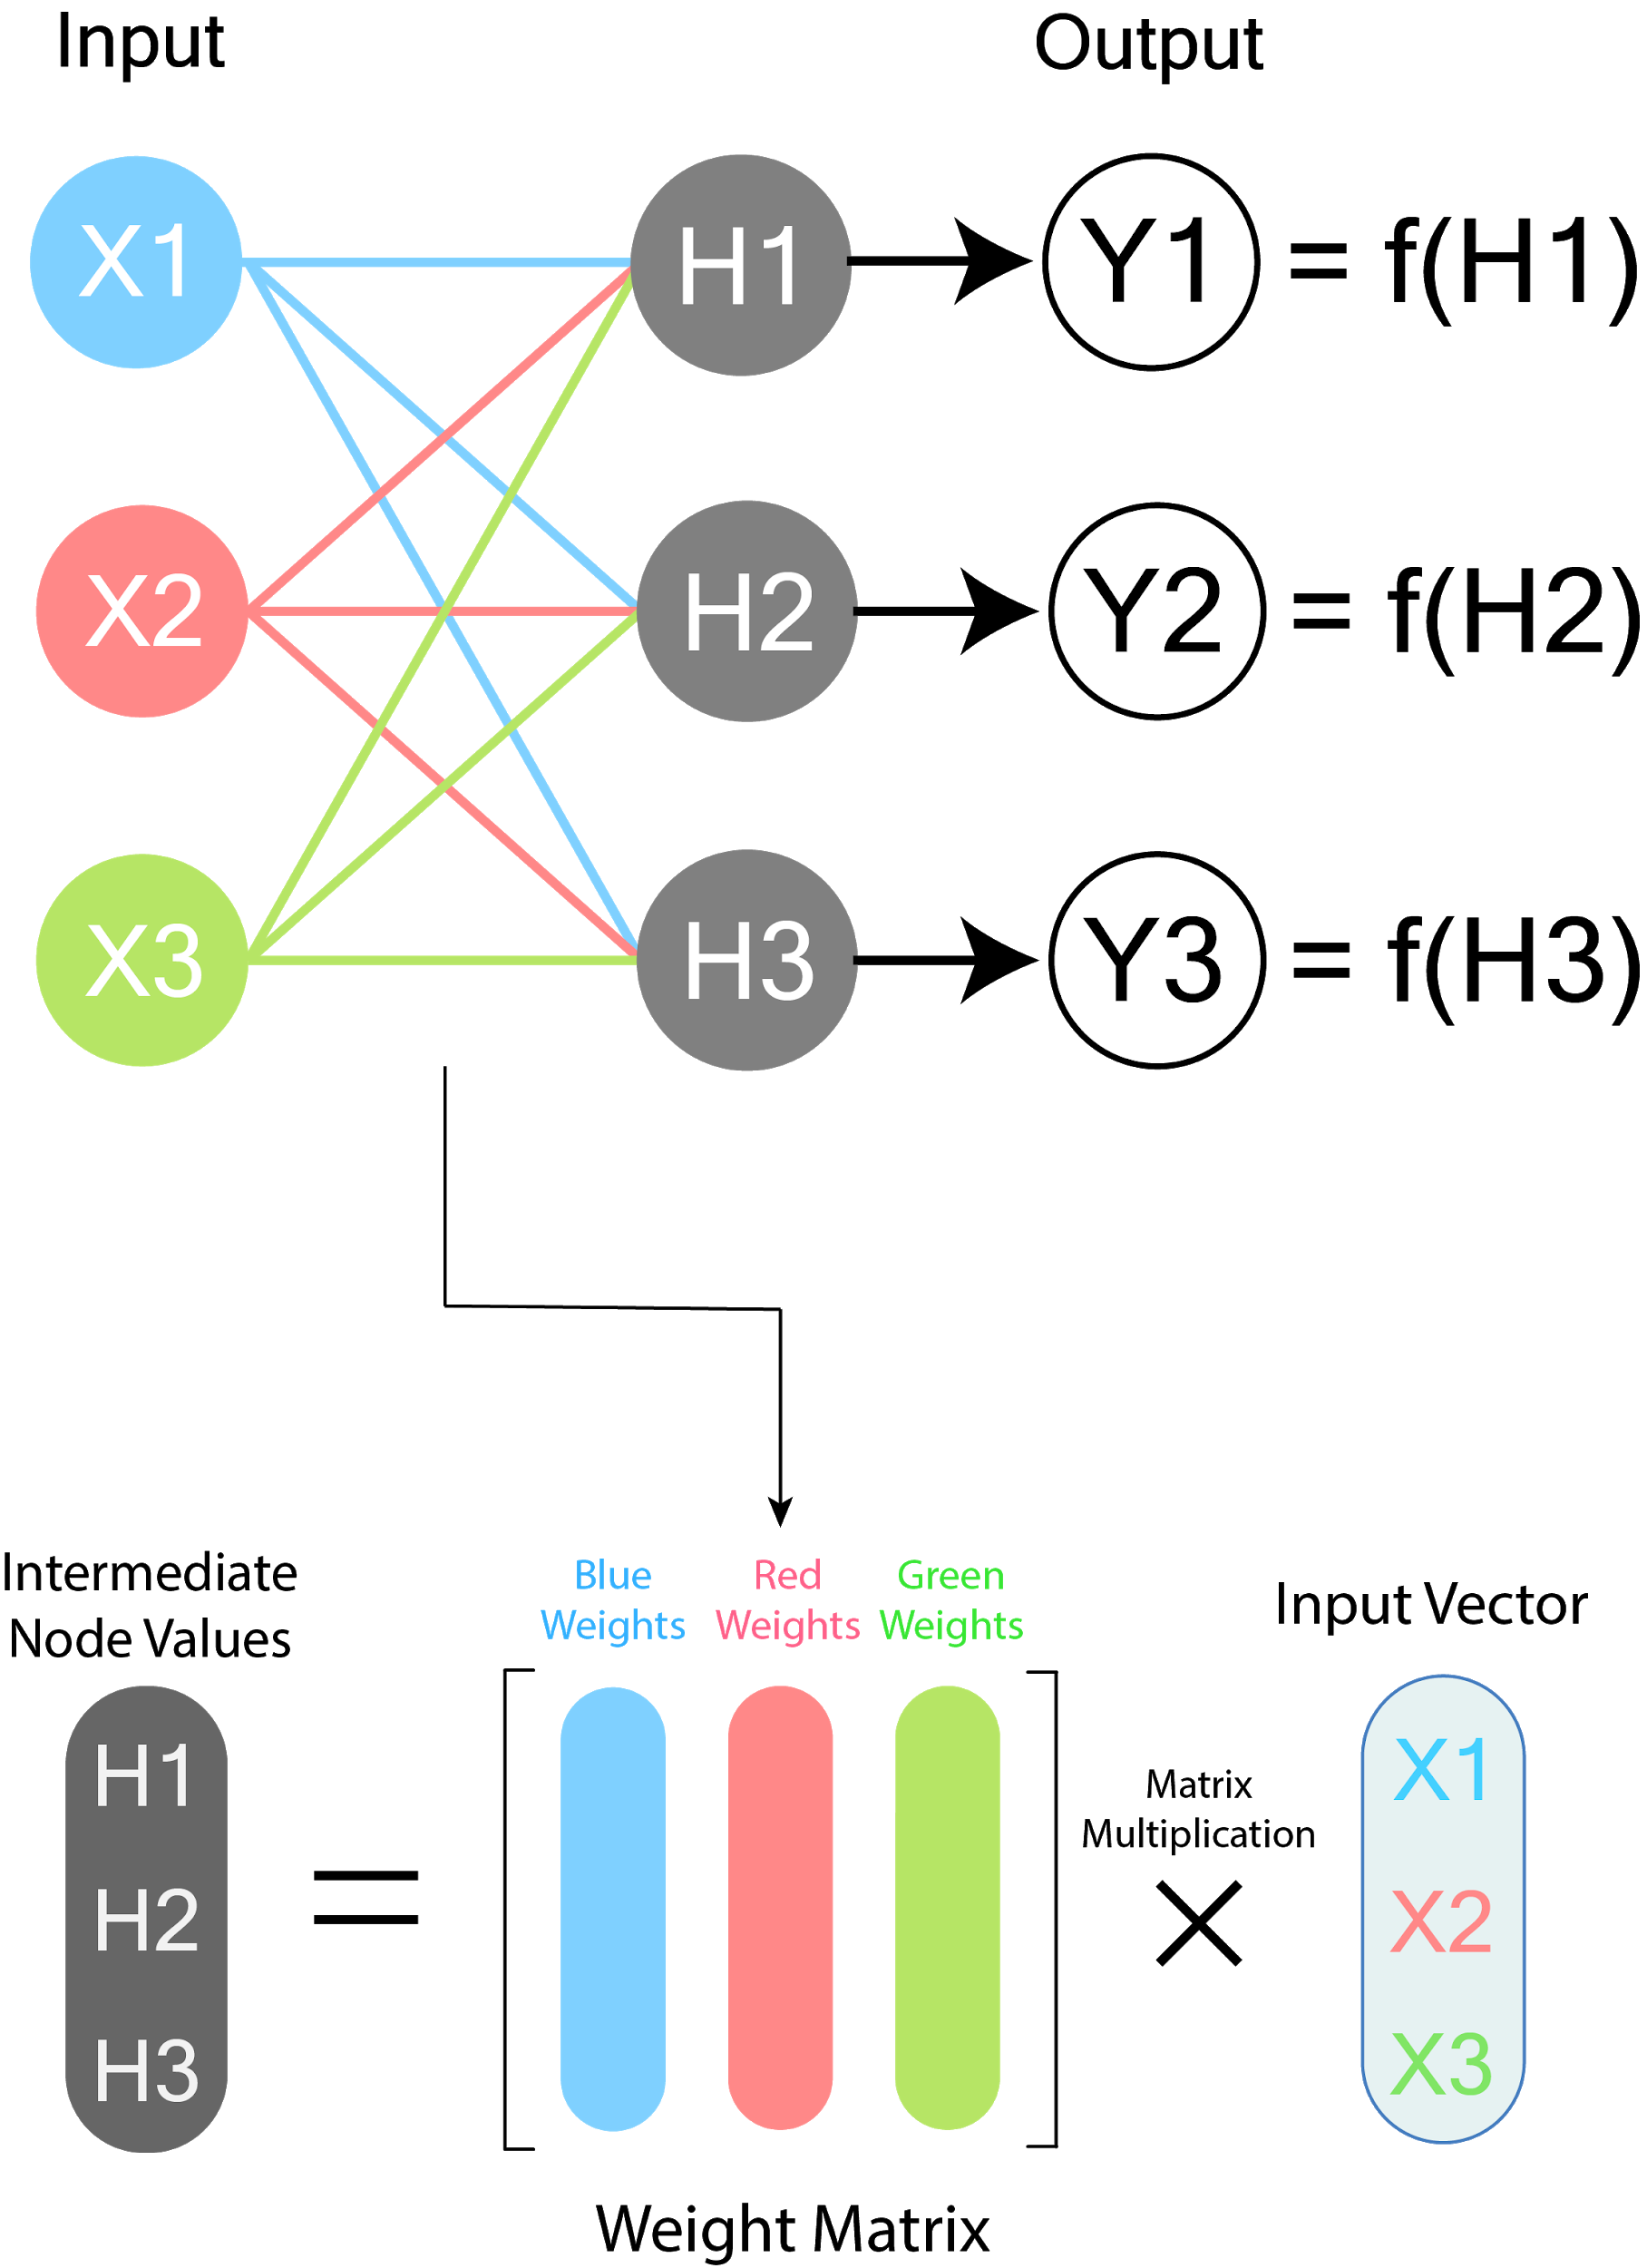 Input
Output
X1
H1
Y1 = f(H1)
X2
H2
Y2 = f(H2)
X3
H3
Y3 = f(H3)
Intermediate
Node Values
Blue
Weights
Red
Weights
Green
Weights
Input Vector
H1
H2
H3
=
Matrix
Multiplication
×
X1
X2
X3
Weight Matrix